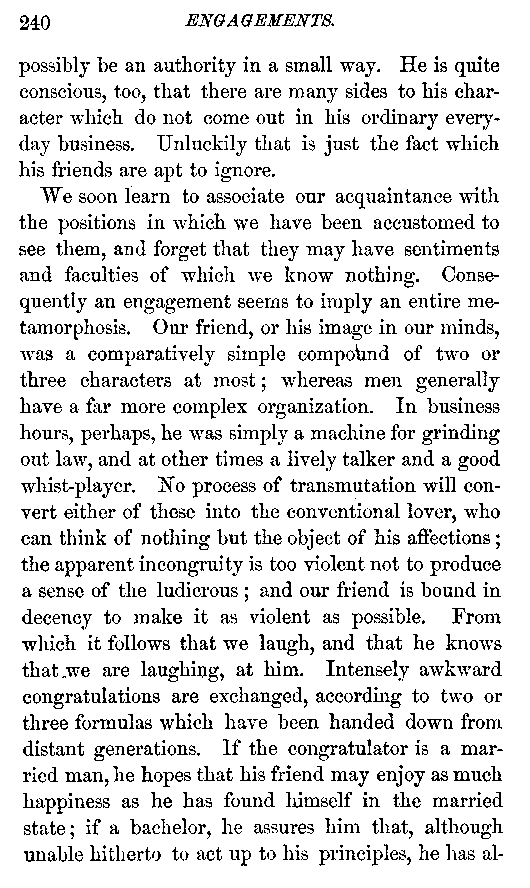 240 ENGAGEMENTS.
possibly be an authority in a small way. He is quite
conscious, too, that there are many sides to his char-
acter which do not come out in his ordinary every-
day business. Unluckily that is just the fact which
his friends are apt to ignore.
We soon learn to associate our acquaintance with
the positions in which we have been accustomed to
see them, and forget that they may have sentiments
and faculties of which we know nothing. Conse-
quently an engagement seems to imply an entire me-
tamorphosis. Our friend, or his image in our minds,
was a comparatively simple compound of two or
three characters at most; whereas men generally
have a far more complex organization. In business
hours, perhaps, he was simply a machine for grinding
out law, and at other times a lively talker and a good
whist-player. No process of transmutation will con-
vert either of these into the conventional lover, who
can think of nothing but the object of his affections;
the apparent incongruity is too violent not to produce
a sense of the ludicrous; and our friend is bound in
decency to make it as violent as possible. From
which it follows that we laugh, and that he knows
that we are laughing, at him. Intensely awkward
congratulations are exchanged, according to two or
three formulas which have been handed down from
distant generations. If the congratulator is a mar-
ried man, he hopes that his friend may enjoy as much
happiness as he has found himself in the married
state; if a bachelor, he assures him that, although
unable hitherto to act up to his principles, he has al-